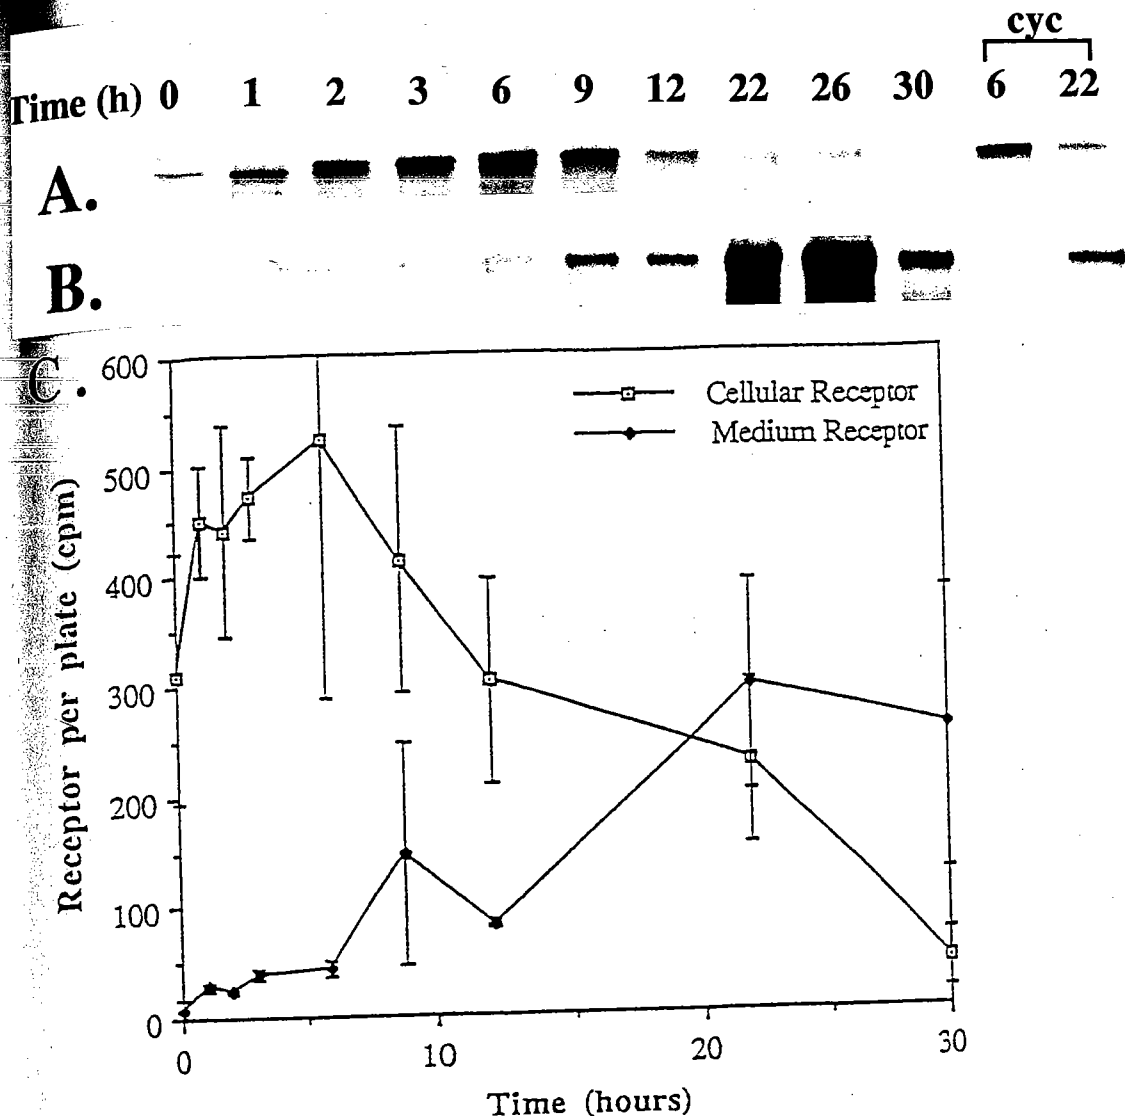 cyc
Time (h) 0 1 2 3 6 9 12 22 26 30 6 22
A.
B.
C.
600
Cellular Receptor
Medium Receptor
500
400
300
200
100
0
Receptor per plate (cpm)
0 10 20 30
Time (hours)